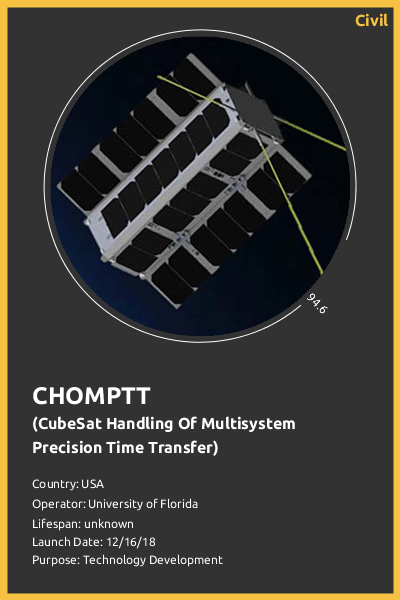 Civil
94.6
CHOMPTT
(CubeSat Handling Of Multisystem
Precision Time Transfer)
Country: USA
Operator: University of Florida
Lifespan: unknown
Launch Date: 12/16/18
Purpose: Technology Development